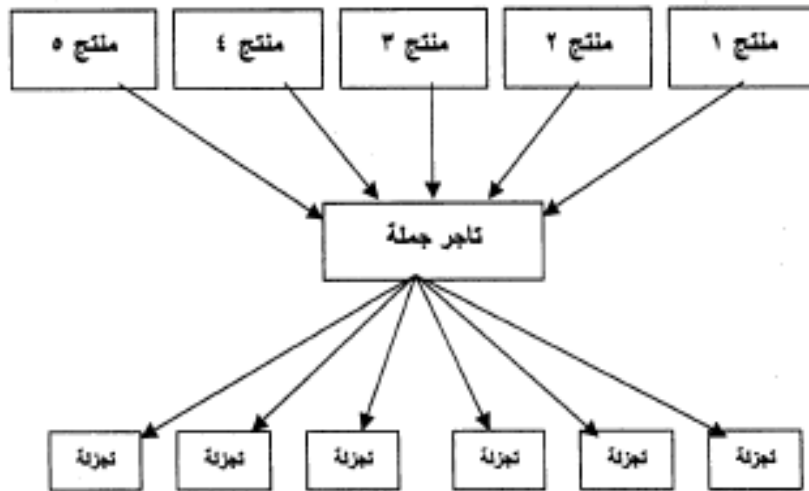 منتج ١
منتج ٢
منتج ٣
منتج ٤
منتج ٥
تاجر جملة
تجزئة
تجزئة
تجزئة
تجزئة
تجزئة
تجزئة